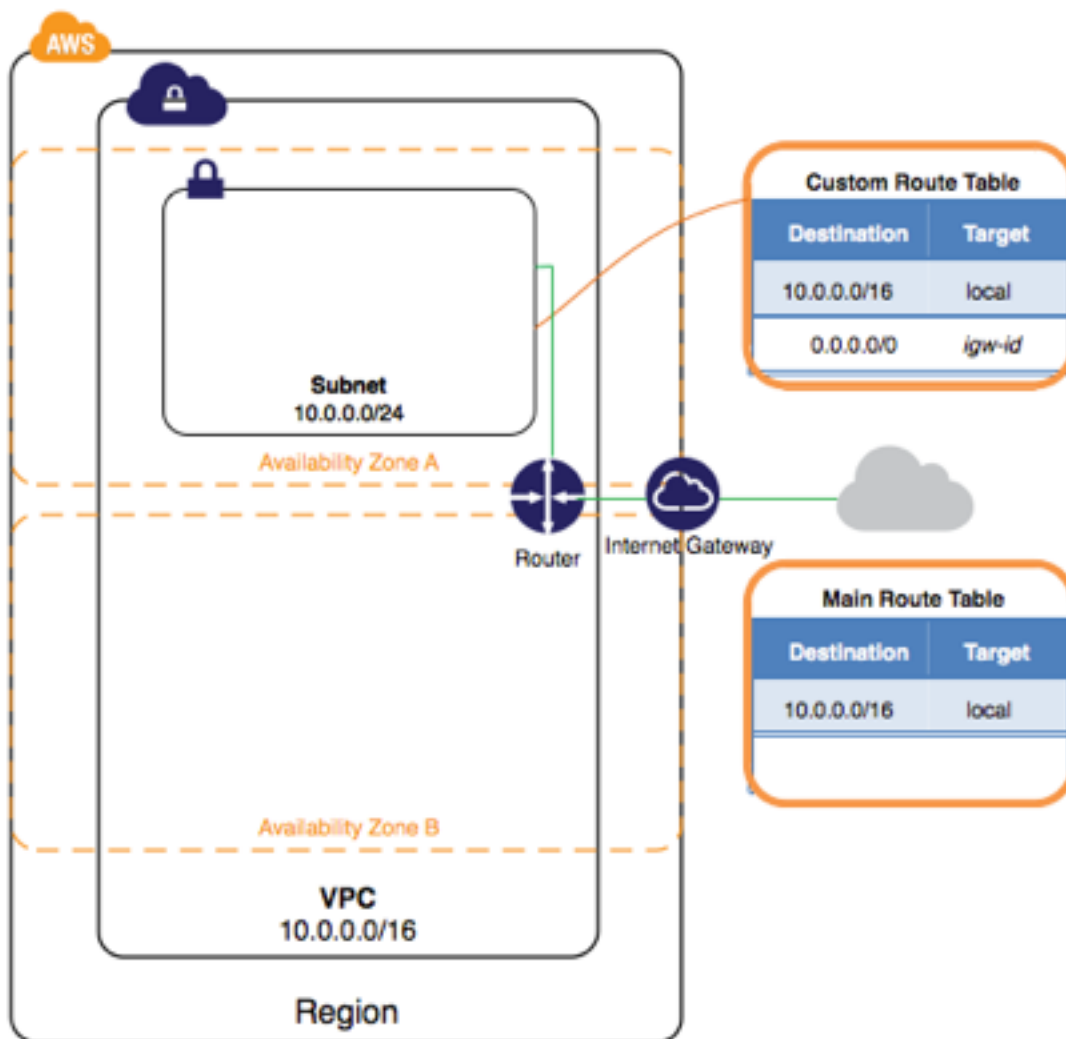 AWS
Custom Route Table
Destination Target
10.0.0.0/16 local
0.0.0.0/0 igw-id
Subnet
10.0.0.0/24
Availability Zone A
Router
Internet Gateway
Main Route Table
Destination Target
10.0.0.0/16 local
Availability Zone B
VPC
10.0.0.0/16
Region